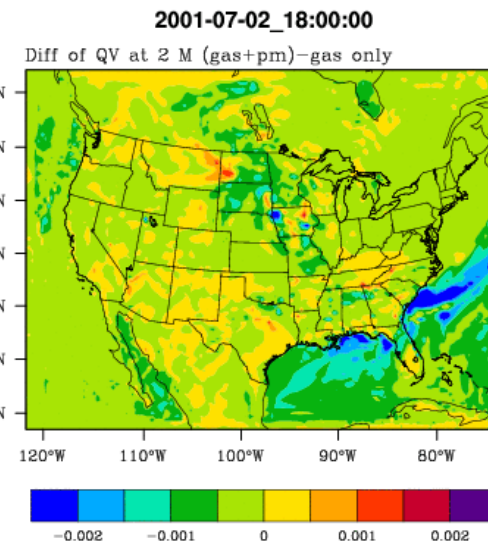 2001-07-02_18:00:00
Diff of QV at 2 M (gas+pm)-gas only
N
N
N
N
N
N
N
120°W 110°W 100°W 90°W 80°W
-0.002 -0.001 0 0.001 0.002